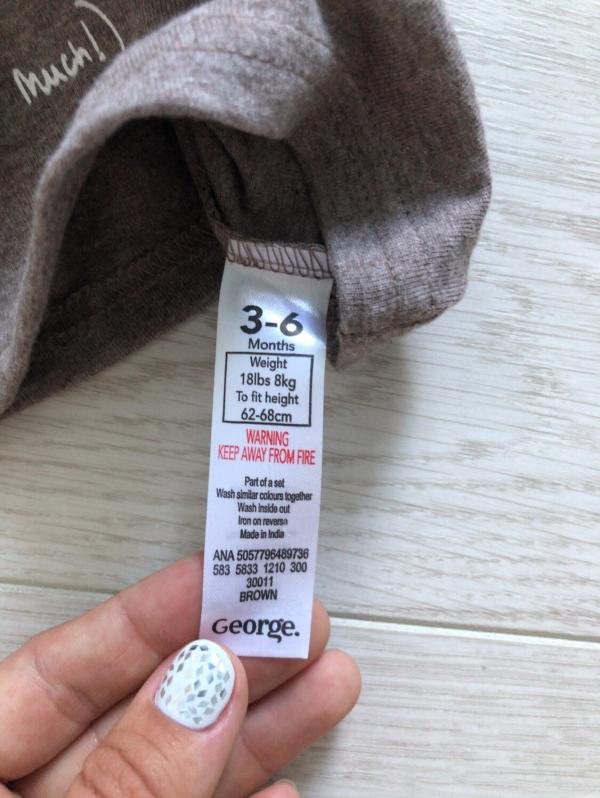 much!)
3-6
Months
Weight
18lbs 8kg
To fit height
62-68cm
WARNING
KEEP AWAY FROM FIRE
Part of a set
Wash similar colours together
Wash inside out
Iron on reverse
Made in India
ANA 5057796489736
583 5833 1210 300
30011
BROWN
George.